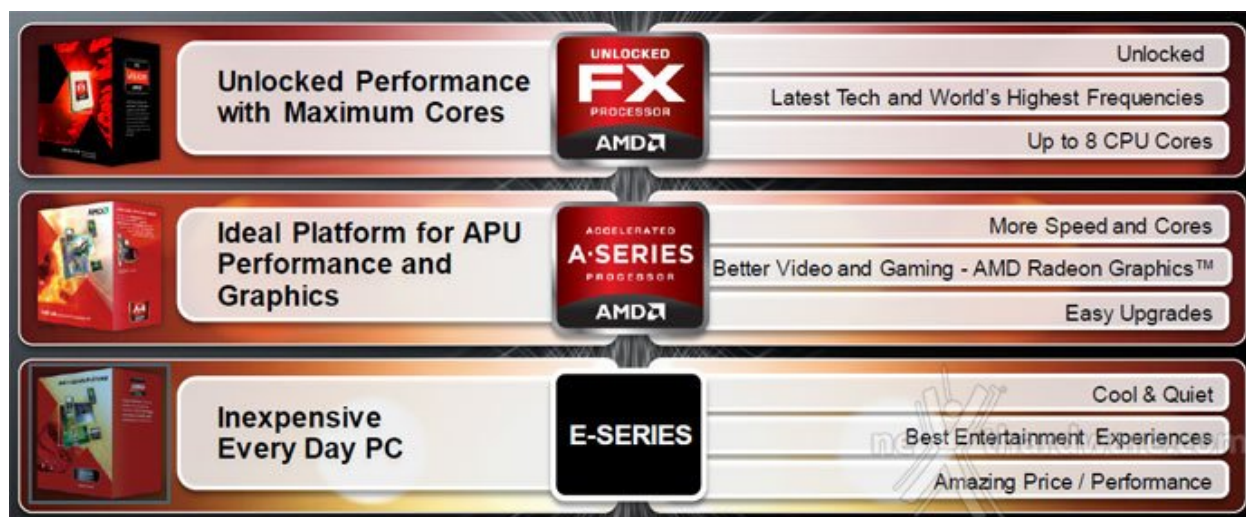 Unlocked Performance
with Maximum Cores
UNLOCKED
FX
PROCESSOR
AMD
Unlocked
Latest Tech and World's Highest Frequencies
Up to 8 CPU Cores
Ideal Platform for APU
Performance and
Graphics
ACCELERATED
A-SERIES
PROCESSOR
AMD
More Speed and Cores
Better Video and Gaming - AMD Radeon Graphics™
Easy Upgrades
Inexpensive
Every Day PC
E-SERIES
Cool & Quiet
Best Entertainment Experiences
Amazing Price / Performance